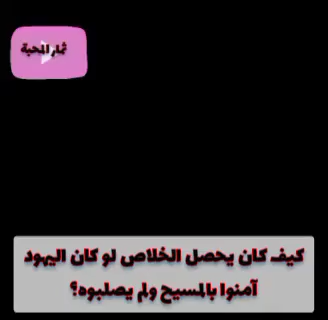 ثمار المحبة
كيف كان يحصل الخلاص لو كان اليهود
آمنوا بالمسيح ولم يصلبوه؟